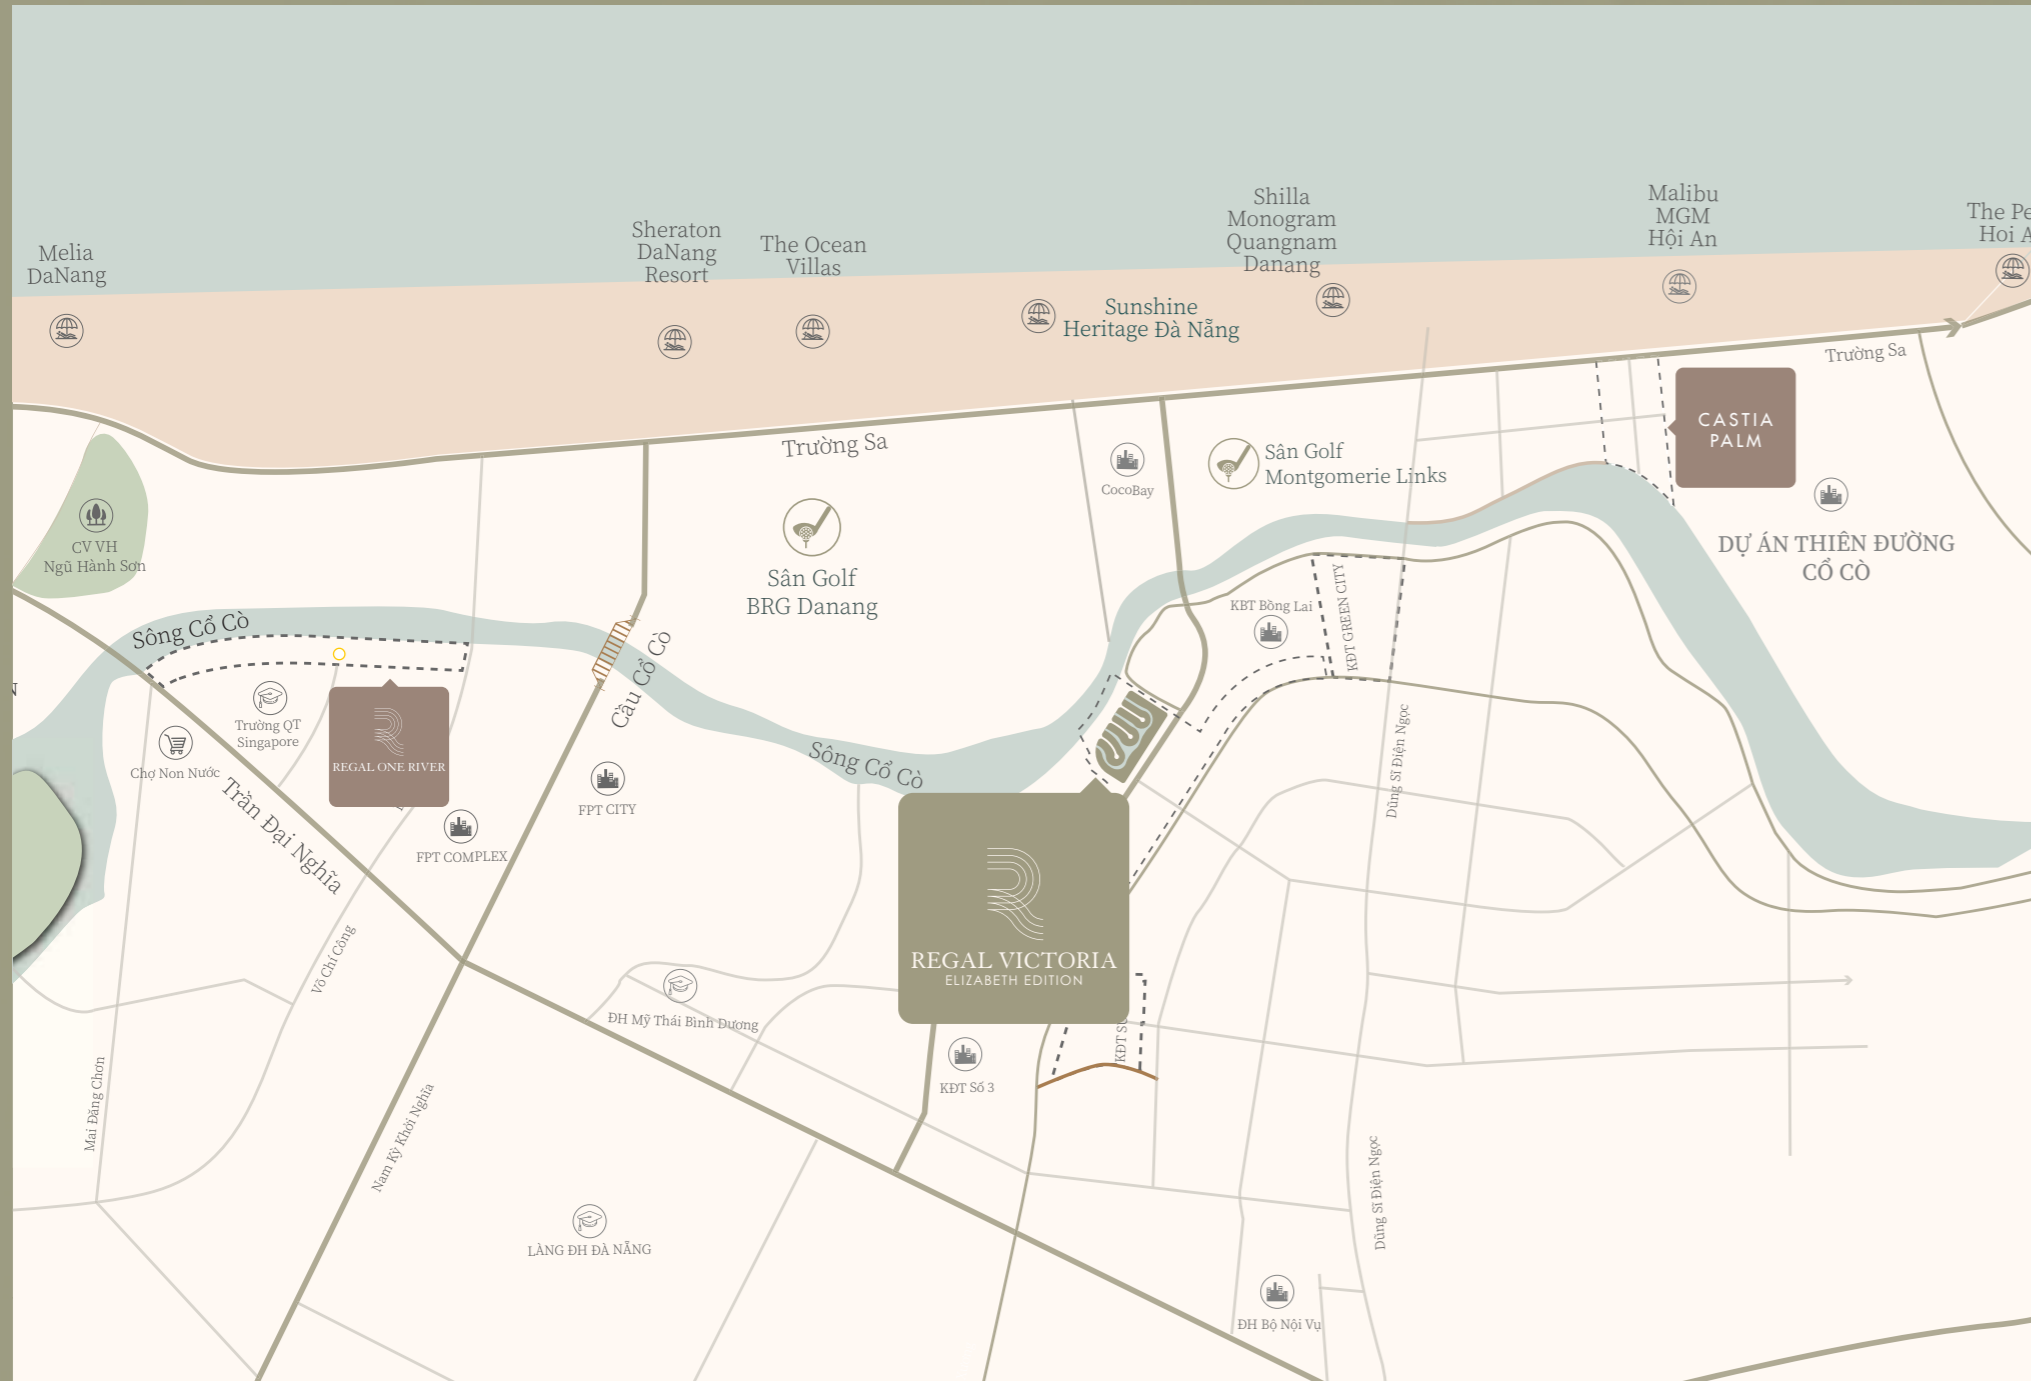 Melia
DaNang
Sheraton
DaNang
Resort
The Ocean
Villas
Sunshine
Heritage Đà Nẵng
Shilla
Monogram
Quangnam
Danang
Malibu
MGM
Hội An
The
Hoi
Trường Sa
CASTIA
PALM
DỰ ÁN THIÊN ĐƯỜNG
CỔ CÒ
Trường Sa
CocoBay
Sân Golf
Montgomerie Links
Sân Golf
BRG Danang
CV VH
Ngũ Hành Sơn
Sông Cổ Cò
Cầu Cổ Cò
Sông Cổ Cò
KBT Bồng Lai
KĐT GREEN CITY
Trường QT
Singapore
Chợ Non Nước
REGAL ONE RIVER
FPT CITY
FPT COMPLEX
Trần Đại Nghĩa
Dũng Sĩ Điện Ngọc
REGAL VICTORIA
ELIZABETH EDITION
Võ Chí Công
ĐH Mỹ Thái Bình Dương
KĐT Số 3
KĐT
Mai Đăng Chơn
Nam Kỳ Khởi Nghĩa
LÀNG ĐH ĐÀ NẴNG
Dũng Sĩ Điện Ngọc
ĐH Bộ Nội Vụ